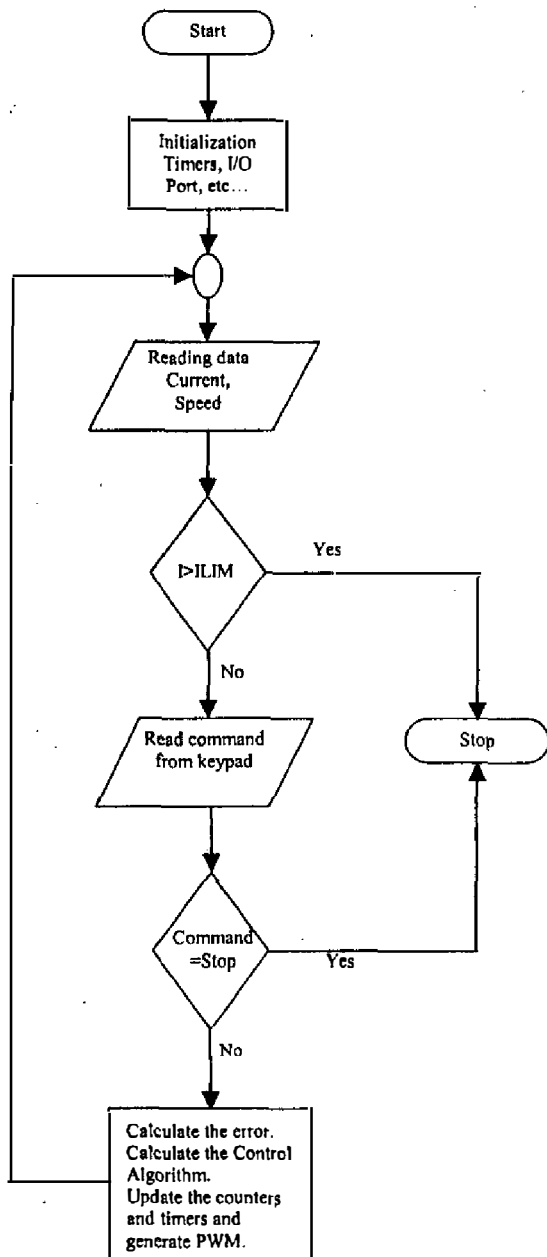 Start
Initialization
Timers, I/O
Port, etc...
Reading data
Current,
Speed
I>ILIM
Yes
No
Read command
from keypad
Stop
Command
=Stop
Yes
No
Calculate the error.
Calculate the Control
Algorithm.
Update the counters
and timers and
generate PWM.